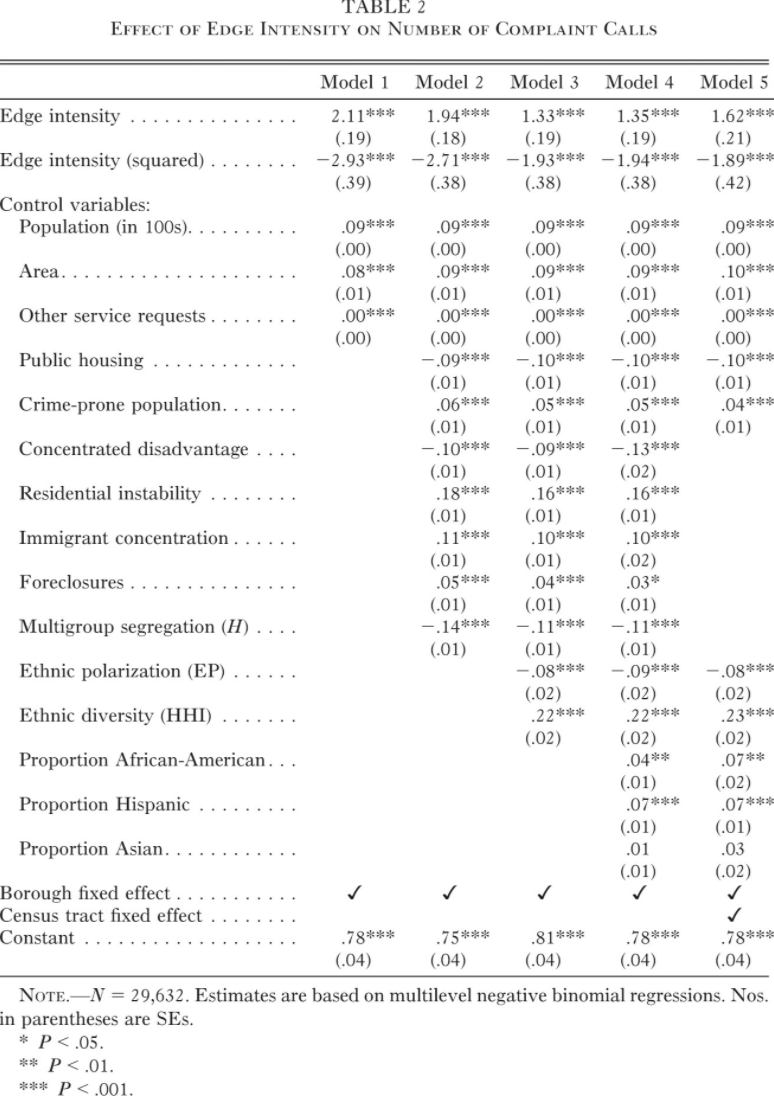 TABLE 2
Effect of Edge Intensity on Number of Complaint Calls
Model 1 Model 2 Model 3 Model 4 Model 5
Edge intensity . . . . . . . . . . . . . . . 2.11*** 1.94*** 1.33*** 1.35*** 1.62***
(.19) (.18) (.19) (.19) (.21)
Edge intensity (squared) . . . . . . . . −2.93*** −2.71*** −1.93*** −1.94*** −1.89***
(.39) (.38) (.38) (.38) (.42)
Control variables:
Population (in 100s). . . . . . . . . . .09*** .09*** .09*** .09*** .09***
(.00) (.00) (.00) (.00) (.00)
Area. . . . . . . . . . . . . . . . . . . . . .08*** .09*** .09*** .09*** .10***
(.01) (.01) (.01) (.01) (.01)
Other service requests . . . . . . . . .00*** .00*** .00*** .00*** .00***
(.00) (.00) (.00) (.00) (.00)
Public housing . . . . . . . . . . . . . −.09*** −.10*** −.10*** −.10***
(.01) (.01) (.01) (.01)
Crime-prone population. . . . . . . .06*** .05*** .05*** .04***
(.01) (.01) (.01) (.01)
Concentrated disadvantage . . . . −.10*** −.09*** −.13***
(.01) (.01) (.02)
Residential instability . . . . . . . . .18*** .16*** .16***
(.01) (.01) (.01)
Immigrant concentration . . . . . . .11*** .10*** .10***
(.01) (.01) (.02)
Foreclosures . . . . . . . . . . . . . . . .05*** .04*** .03*
(.01) (.01) (.01)
Multigroup segregation (H) . . . . −.14*** −.11*** −.11***
(.01) (.01) (.01)
Ethnic polarization (EP) . . . . . . −.08*** −.09*** −.08***
(.02) (.02) (.02)
Ethnic diversity (HHI) . . . . . . . .22*** .22*** .23***
(.02) (.02) (.02)
Proportion African-American . . . .04** .07**
(.01) (.02)
Proportion Hispanic . . . . . . . . . .07*** .07***
(.01) (.01)
Proportion Asian. . . . . . . . . . . . .01 .03
(.01) (.02)
Borough fixed effect . . . . . . . . . . . ✓ ✓ ✓ ✓ ✓
Census tract fixed effect . . . . . . . . ✓
Constant . . . . . . . . . . . . . . . . . . . .78*** .75*** .81*** .78*** .78***
(.04) (.04) (.04) (.04) (.04)
Note.—N = 29,632. Estimates are based on multilevel negative binomial regressions. Nos.
in parentheses are SEs.
* P < .05.
** P < .01.
*** P < .001.